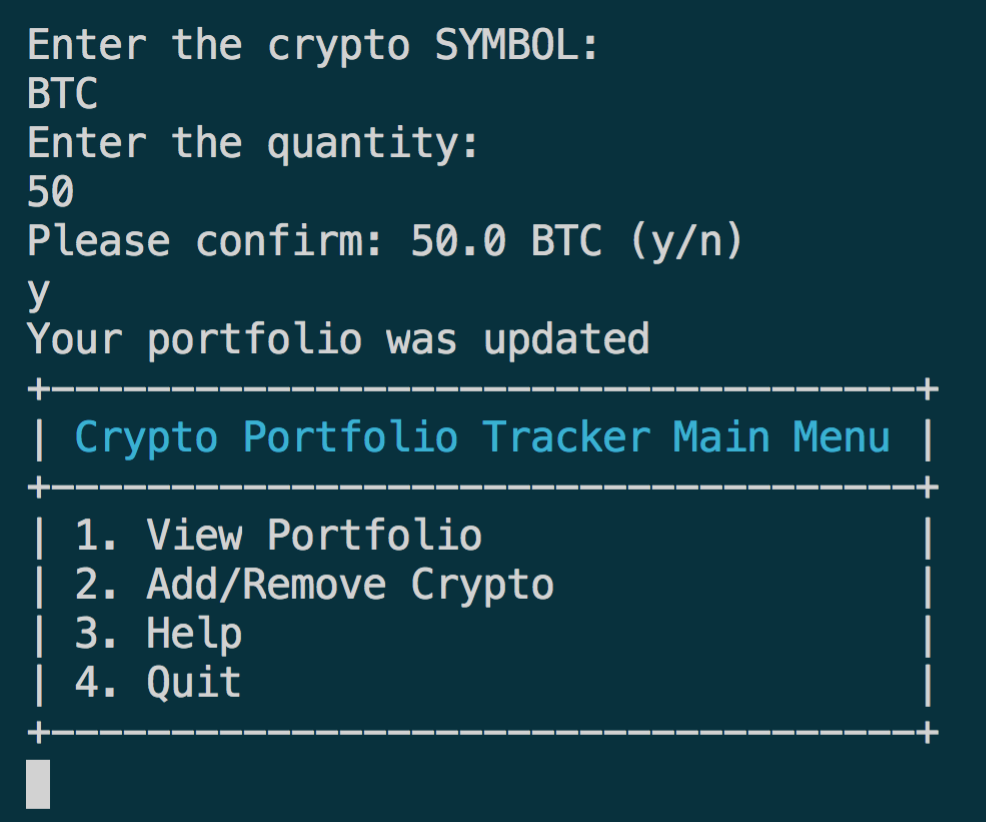 Enter the crypto SYMBOL:
BTC
Enter the quantity:
50
Please confirm: 50.0 BTC (y/n)
y
Your portfolio was updated
+------------------------------------+
| Crypto Portfolio Tracker Main Menu |
+------------------------------------+
| 1. View Portfolio                  |
| 2. Add/Remove Crypto               |
| 3. Help                            |
| 4. Quit                            |
+------------------------------------+